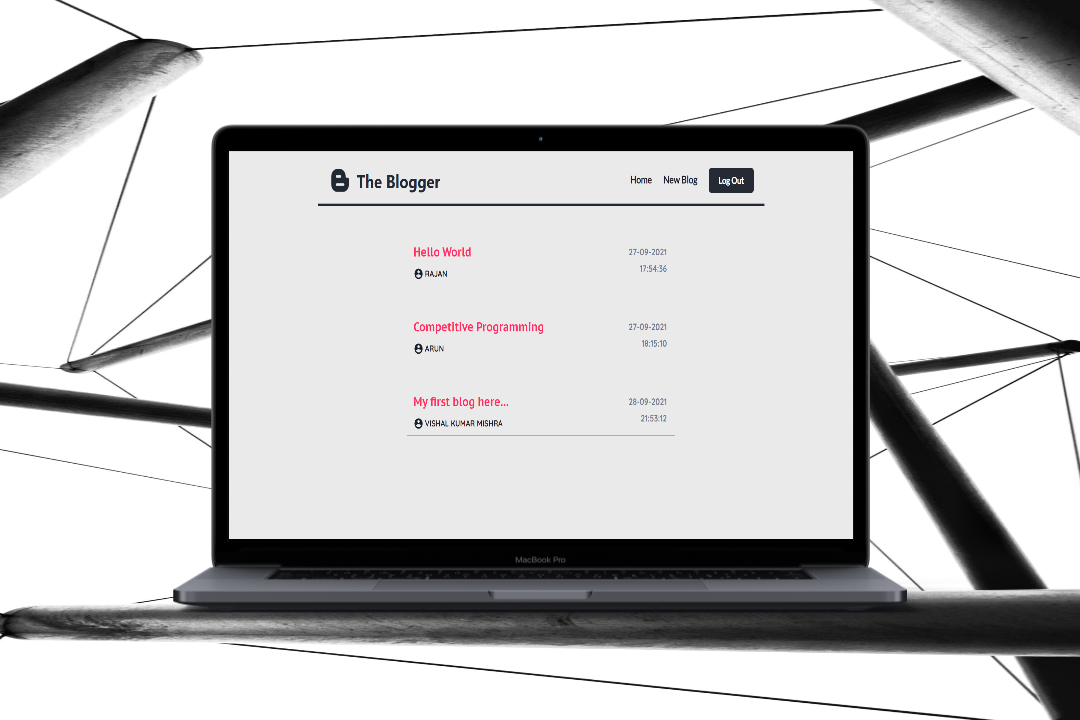 The Blogger
Home New Blog Log Out
Hello World 27-09-2021
RAJAN 17:54:36
Competitive Programming 27-09-2021
ARUN 18:15:10
My first blog here... 28-09-2021
VISHAL KUMAR MISHRA 21:53:12
MacBook Pro